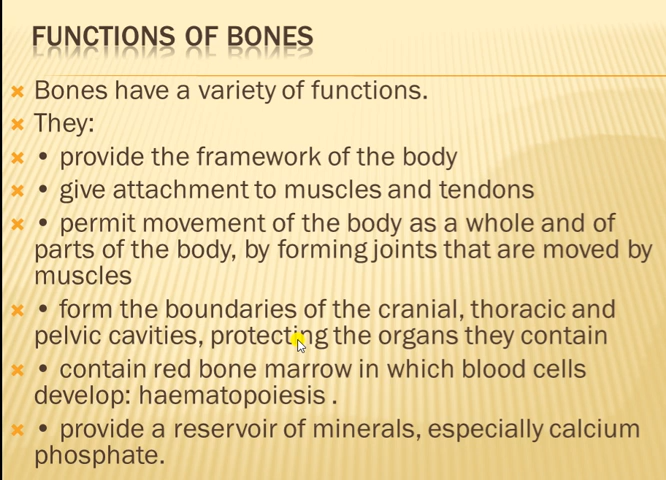 FUNCTIONS OF BONES
Bones have a variety of functions.
They:
• provide the framework of the body
• give attachment to muscles and tendons
• permit movement of the body as a whole and of
parts of the body, by forming joints that are moved by
muscles
• form the boundaries of the cranial, thoracic and
pelvic cavities, protecting the organs they contain
• contain red bone marrow in which blood cells
develop: haematopoiesis .
• provide a reservoir of minerals, especially calcium
phosphate.